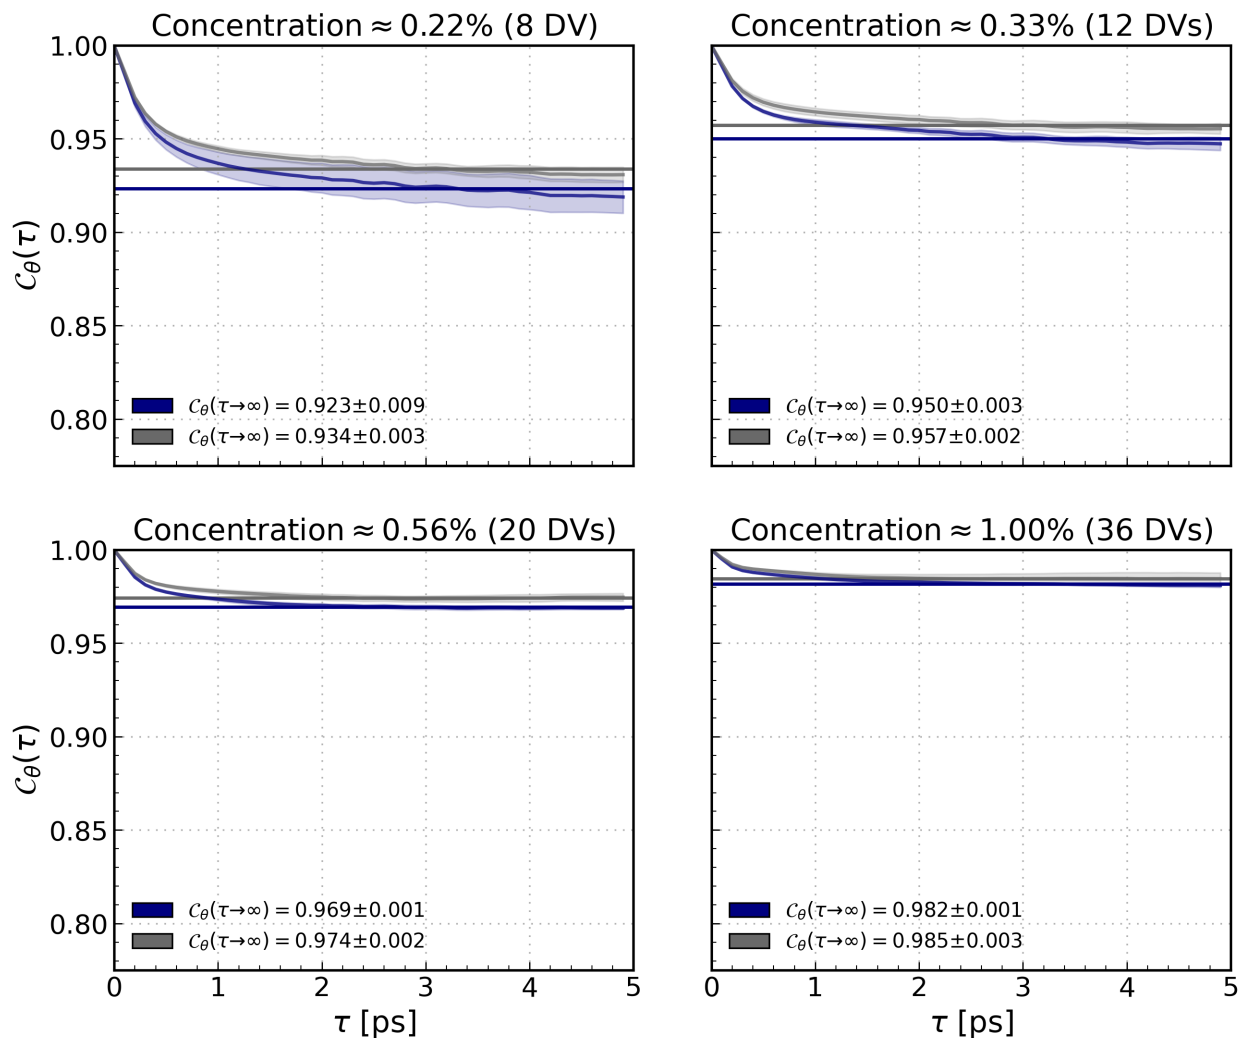 Concentration ≈ 0.22% (8 DV)
Concentration ≈ 0.33% (12 DVs)
1.00
0.95
0.90
0.85
0.80
𝒞θ(τ)
𝒞θ(τ→∞) = 0.923±0.009
𝒞θ(τ→∞) = 0.934±0.003
𝒞θ(τ→∞) = 0.950±0.003
𝒞θ(τ→∞) = 0.957±0.002
Concentration ≈ 0.56% (20 DVs)
Concentration ≈ 1.00% (36 DVs)
1.00
0.95
0.90
0.85
0.80
𝒞θ(τ)
𝒞θ(τ→∞) = 0.969±0.001
𝒞θ(τ→∞) = 0.974±0.002
𝒞θ(τ→∞) = 0.982±0.001
𝒞θ(τ→∞) = 0.985±0.003
0 1 2 3 4 5
0 1 2 3 4 5
τ [ps]
τ [ps]